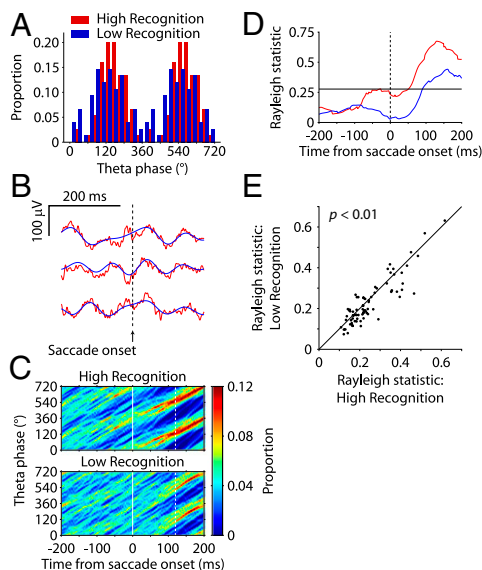 A
High Recognition
Low Recognition
Proportion
0.20
0.15
0.10
0.05
0
0 120 360 540 720
Theta phase (°)
B
200 ms
100 μV
Saccade onset
C
High Recognition
720
540
360
180
0
Low Recognition
720
540
360
180
0
Theta phase (°)
-200 -100 0 100 200
Time from saccade onset (ms)
0.12
0.08
0.04
0
Proportion
D
Rayleigh statistic
0.75
0.50
0.25
0
-200 -100 0 100 200
Time from saccade onset (ms)
E
p < 0.01
Rayleigh statistic:
Low Recognition
0.6
0.4
0.2
0
0 0.2 0.4 0.6
Rayleigh statistic:
High Recognition